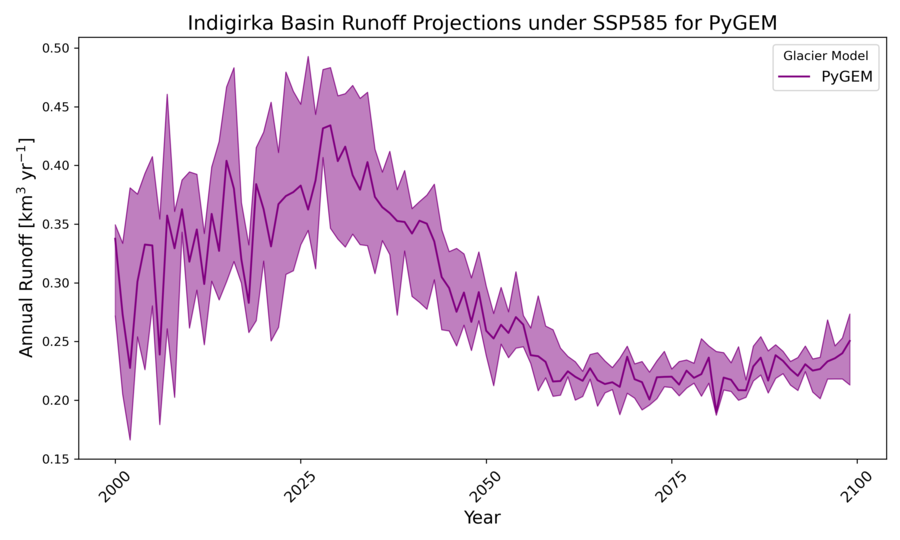 Indigirka Basin Runoff Projections under SSP585 for PyGEM
Glacier Model
PyGEM
Annual Runoff [km³ yr⁻¹]
0.50
0.45
0.40
0.35
0.30
0.25
0.20
0.15
2000
2025
2050
2075
2100
Year